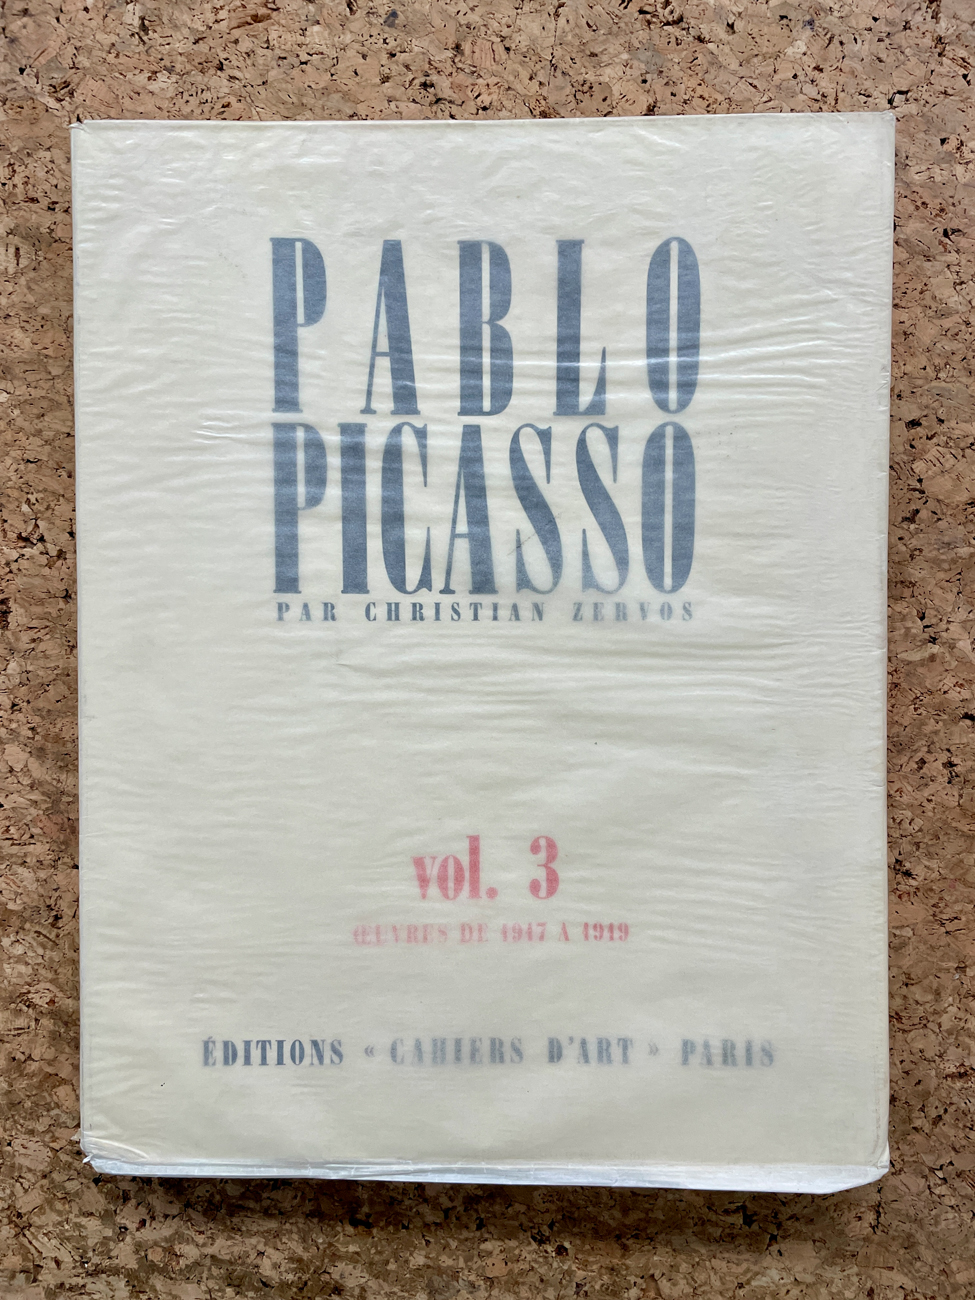 PABLO
PICASSO
PAR CHRISTIAN ZERVOS
vol. 3
ŒUVRES DE 1917 A 1919
ÉDITIONS « CAHIERS D'ART » PARIS